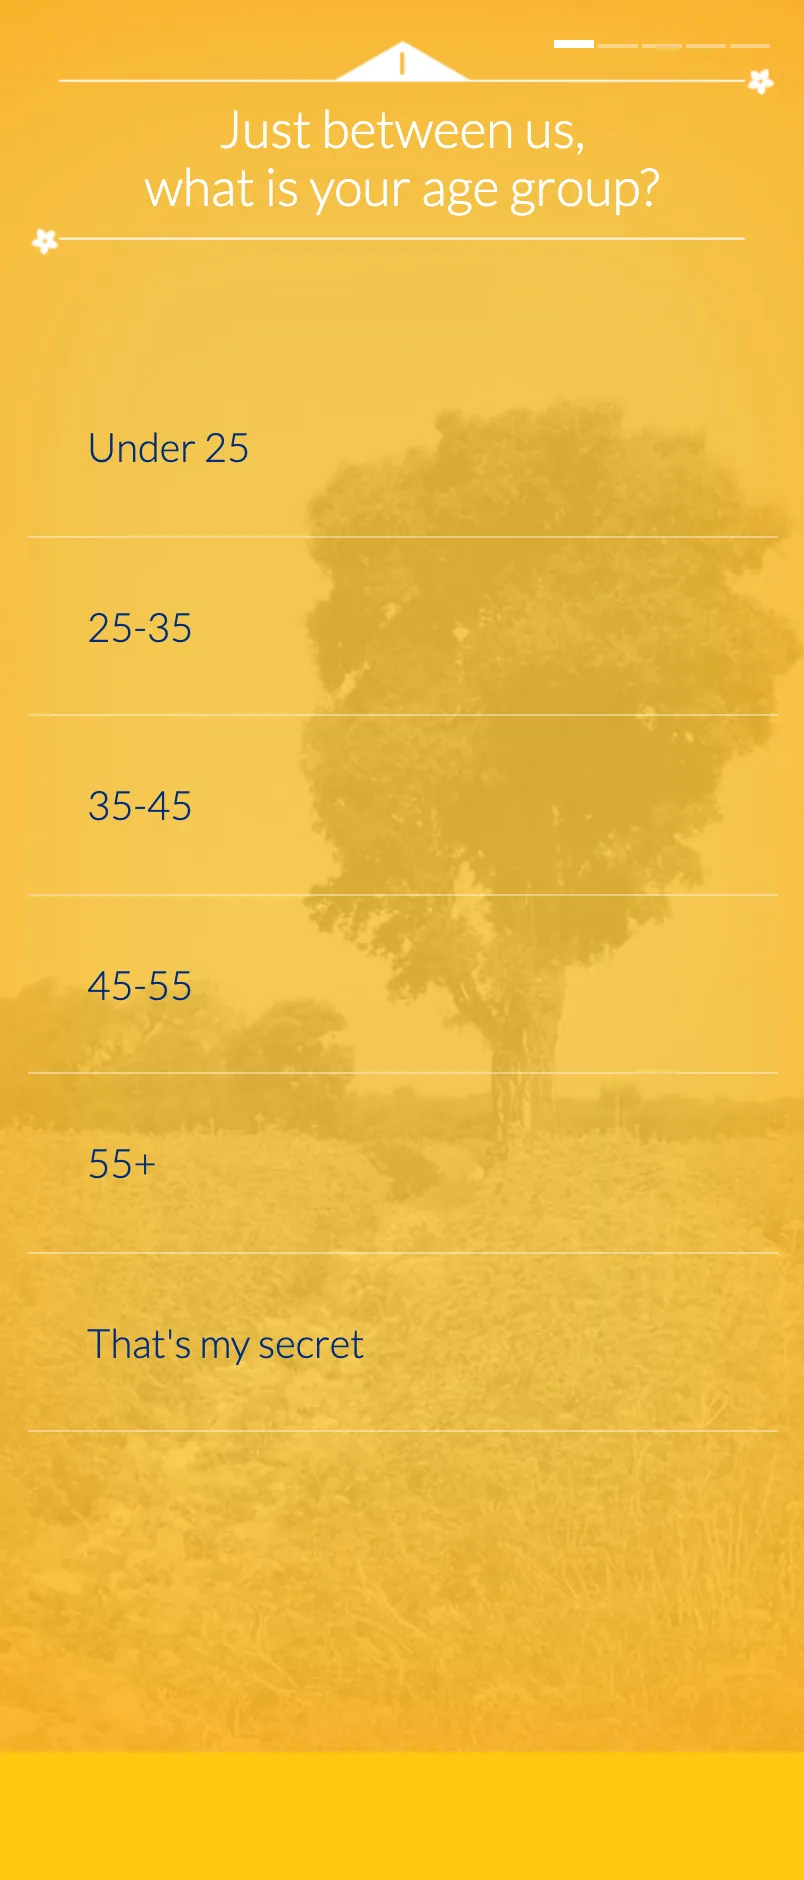 I
Just between us,
what is your age group?
Under 25
25-35
35-45
45-55
55+
That's my secret